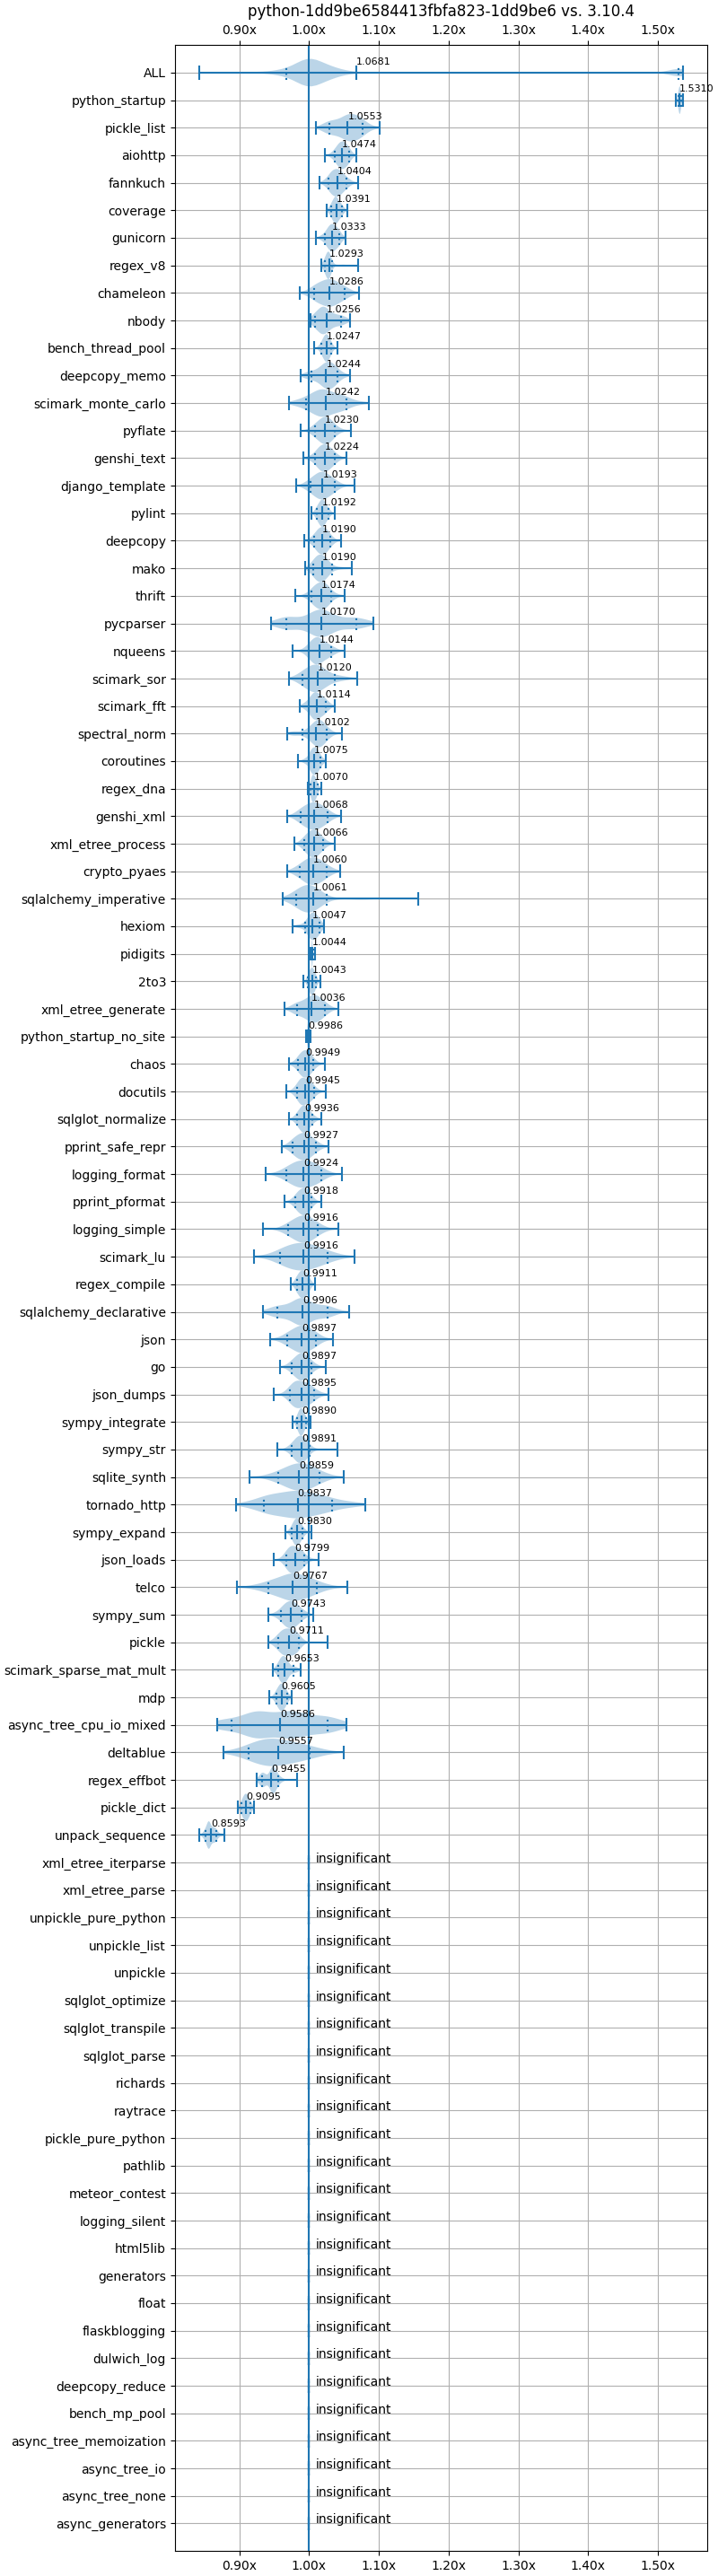 python-1dd9be6584413fbfa823-1dd9be6 vs. 3.10.4
0.90x 1.00x 1.10x 1.20x 1.30x 1.40x 1.50x
ALL 1.0681
python_startup 1.5310
pickle_list 1.0553
aiohttp 1.0474
fannkuch 1.0404
coverage 1.0391
gunicorn 1.0333
regex_v8 1.0293
chameleon 1.0286
nbody 1.0256
bench_thread_pool 1.0247
deepcopy_memo 1.0244
scimark_monte_carlo 1.0242
pyflate 1.0230
genshi_text 1.0224
django_template 1.0193
pylint 1.0192
deepcopy 1.0190
mako 1.0190
thrift 1.0174
pycparser 1.0170
nqueens 1.0144
scimark_sor 1.0120
scimark_fft 1.0114
spectral_norm 1.0102
coroutines 1.0075
regex_dna 1.0070
genshi_xml 1.0068
xml_etree_process 1.0066
crypto_pyaes 1.0060
sqlalchemy_imperative 1.0061
hexiom 1.0047
pidigits 1.0044
2to3 1.0043
xml_etree_generate 1.0036
python_startup_no_site 0.9986
chaos 0.9949
docutils 0.9945
sqlglot_normalize 0.9936
pprint_safe_repr 0.9927
logging_format 0.9924
pprint_pformat 0.9918
logging_simple 0.9916
scimark_lu 0.9916
regex_compile 0.9911
sqlalchemy_declarative 0.9906
json 0.9897
go 0.9897
json_dumps 0.9895
sympy_integrate 0.9890
sympy_str 0.9891
sqlite_synth 0.9859
tornado_http 0.9837
sympy_expand 0.9830
json_loads 0.9799
telco 0.9767
sympy_sum 0.9743
pickle 0.9711
scimark_sparse_mat_mult 0.9653
mdp 0.9605
async_tree_cpu_io_mixed 0.9586
deltablue 0.9557
regex_effbot 0.9455
pickle_dict 0.9095
unpack_sequence 0.8593
xml_etree_iterparse insignificant
xml_etree_parse insignificant
unpickle_pure_python insignificant
unpickle_list insignificant
unpickle insignificant
sqlglot_optimize insignificant
sqlglot_transpile insignificant
sqlglot_parse insignificant
richards insignificant
raytrace insignificant
pickle_pure_python insignificant
pathlib insignificant
meteor_contest insignificant
logging_silent insignificant
html5lib insignificant
generators insignificant
float insignificant
flaskblogging insignificant
dulwich_log insignificant
deepcopy_reduce insignificant
bench_mp_pool insignificant
async_tree_memoization insignificant
async_tree_io insignificant
async_tree_none insignificant
async_generators insignificant
0.90x 1.00x 1.10x 1.20x 1.30x 1.40x 1.50x